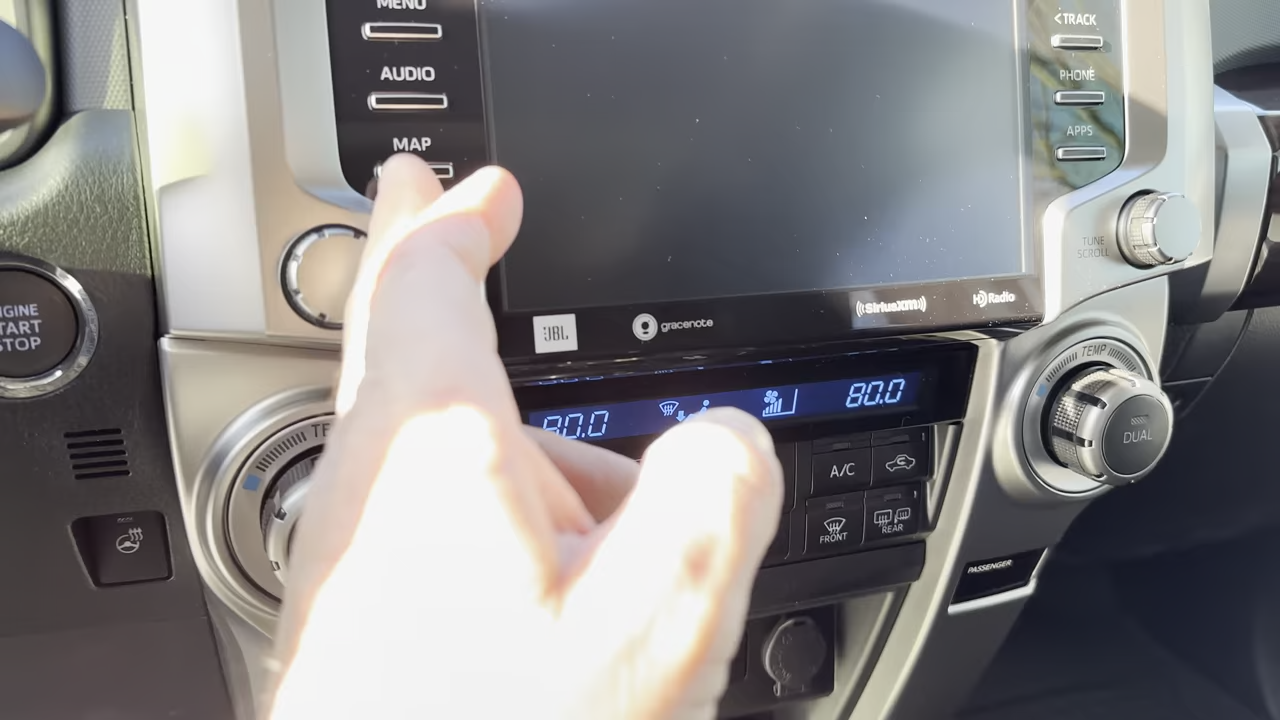 MENU
AUDIO
MAP
<TRACK
PHONE
APPS
TUNE
SCROLL
ENGINE
START
STOP
JBL
gracenote
SiriusXM
HD Radio
80.0
80.0
TEMP
DUAL
A/C
FRONT
REAR
PASSENGER